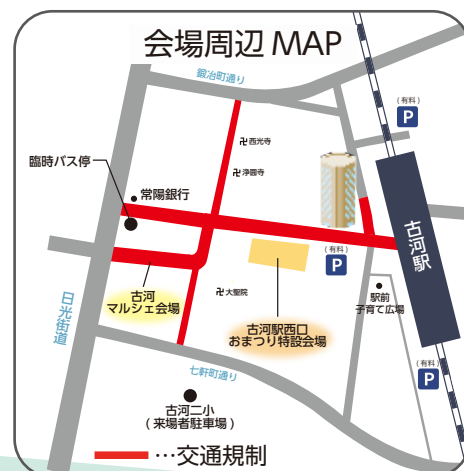 会場周辺 MAP
鍛冶町通り
(有料)
P
卍西光寺
臨時バス停
卍浄圓寺
常陽銀行
古河駅
(有料)
P
古河
マルシェ会場
卍大聖院
駅前
子育て広場
日光街道
古河駅西口
おまつり特設会場
(有料)
P
七軒町通り
古河二小
(来場者駐車場)
…交通規制